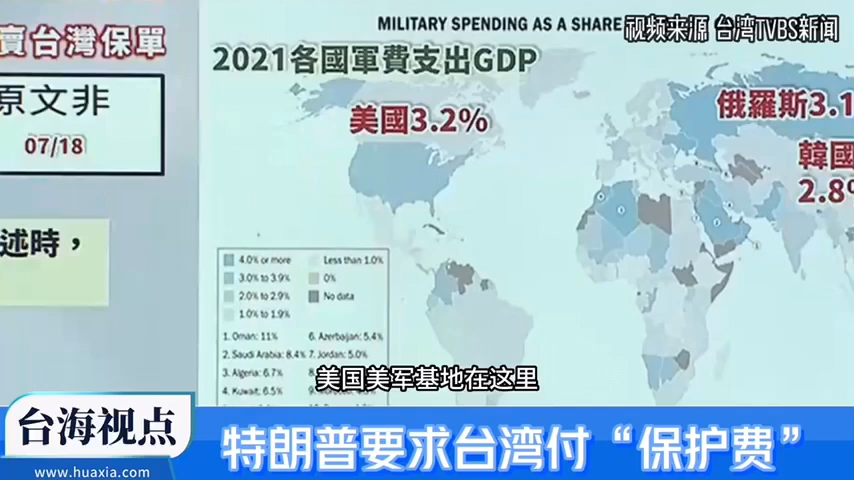 MILITARY SPENDING AS A SHARE
视频来源 台湾TVBS新闻
賣台灣保單
2021各國軍費支出GDP
原文非
07/18
美國3.2%
俄羅斯3.1
韓國
2.8%
述時，
4.0% or more
3.0 to 3.9%
2.0% to 2.9%
1.0% to 1.9%
Less than 1.0%
0%
No data
1. Oman: 11%
2. Saudi Arabia: 8.4%
3. Algeria: 6.7%
4. Kuwait: 6.5%
6. Azerbaijan: 5.4%
7. Jordan: 5.0%
美国美军基地在这里
台海视点
www.huaxia.com
特朗普要求台湾付“保护费”